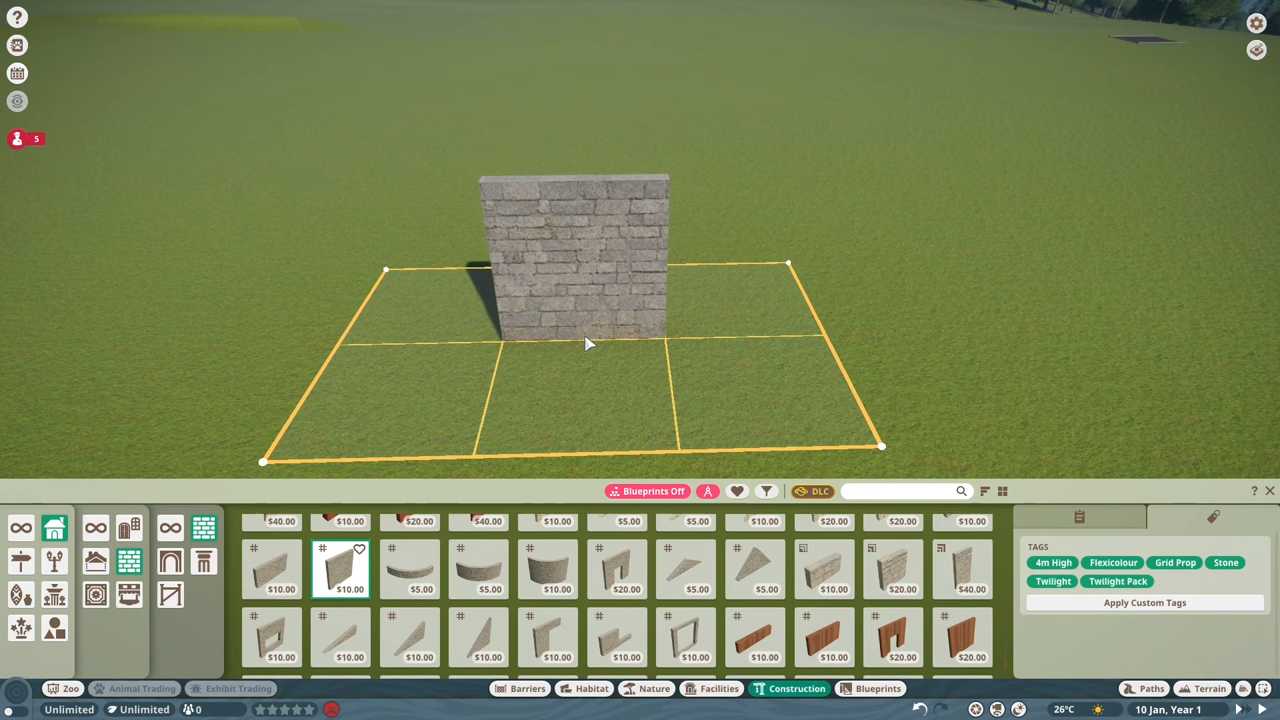 ?
5
Blueprints Off
DLC
?
$40.00 $10.00 $20.00 $40.00 $10.00 $5.00 $5.00 $10.00 $20.00 $20.00 $10.00
$10.00 $10.00 $5.00 $5.00 $10.00 $20.00 $5.00 $5.00 $10.00 $20.00 $40.00
$10.00 $10.00 $10.00 $10.00 $10.00 $10.00 $10.00 $10.00 $10.00 $20.00 $20.00
TAGS
4m High Flexicolour Grid Prop Stone
Twilight Twilight Pack
Apply Custom Tags
Zoo Animal Trading Exhibit Trading Barriers Habitat Nature Facilities Construction Blueprints Paths Terrain
Unlimited Unlimited 0 26°C 10 Jan, Year 1